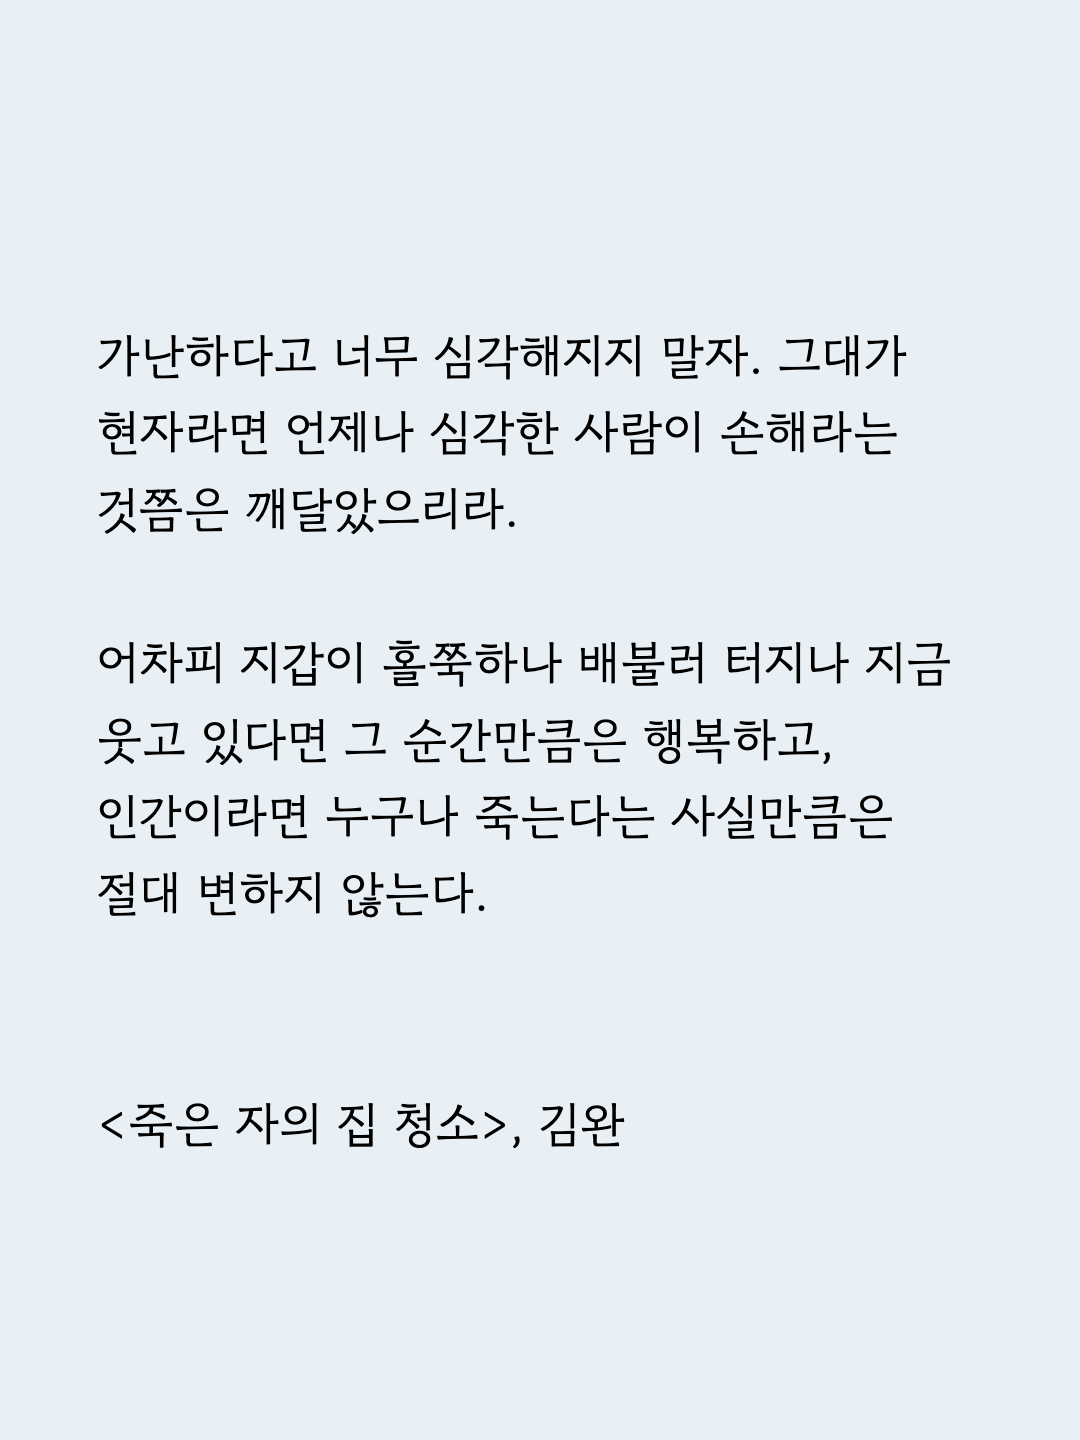 가난하다고 너무 심각해지지 말자. 그대가
현자라면 언제나 심각한 사람이 손해라는
것쯤은 깨달았으리라.
어차피 지갑이 홀쭉하나 배불러 터지나 지금
웃고 있다면 그 순간만큼은 행복하고,
인간이라면 누구나 죽는다는 사실만큼은
절대 변하지 않는다.
<죽은 자의 집 청소>, 김완